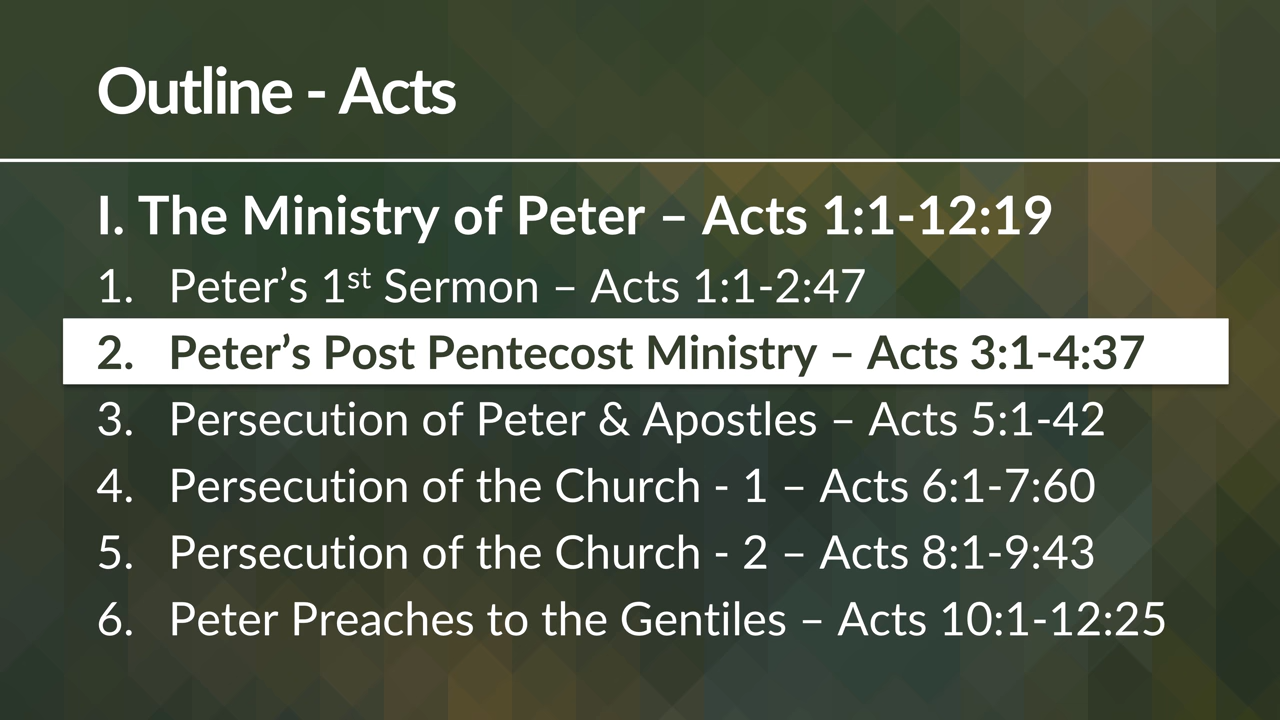 Outline - Acts
I. The Ministry of Peter – Acts 1:1-12:19
1. Peter’s 1st Sermon – Acts 1:1-2:47
2. Peter’s Post Pentecost Ministry – Acts 3:1-4:37
3. Persecution of Peter & Apostles – Acts 5:1-42
4. Persecution of the Church - 1 – Acts 6:1-7:60
5. Persecution of the Church - 2 – Acts 8:1-9:43
6. Peter Preaches to the Gentiles – Acts 10:1-12:25